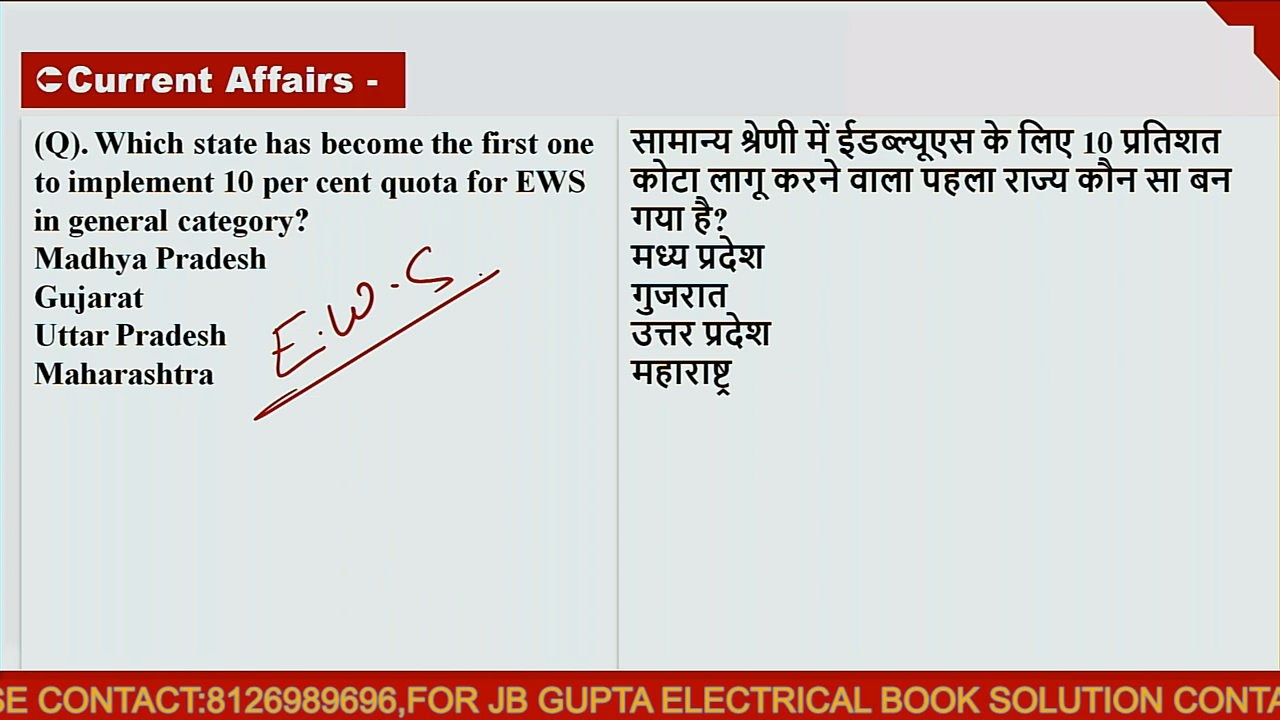 Current Affairs -
(Q). Which state has become the first one
to implement 10 per cent quota for EWS
in general category?
Madhya Pradesh
Gujarat
Uttar Pradesh
Maharashtra
E.W.S.
सामान्य श्रेणी में ईडब्ल्यूएस के लिए 10 प्रतिशत
कोटा लागू करने वाला पहला राज्य कौन सा बन
गया है?
मध्य प्रदेश
गुजरात
उत्तर प्रदेश
महाराष्ट्र
SE CONTACT:8126989696,FOR JB GUPTA ELECTRICAL BOOK SOLUTION CONTA